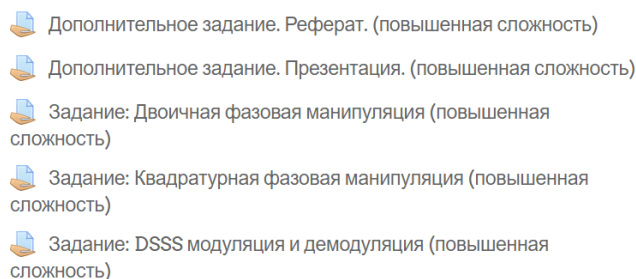 Дополнительное задание. Реферат. (повышенная сложность)
Дополнительное задание. Презентация. (повышенная сложность)
Задание: Двоичная фазовая манипуляция (повышенная
сложность)
Задание: Квадратурная фазовая манипуляция (повышенная
сложность)
Задание: DSSS модуляция и демодуляция (повышенная
сложность)